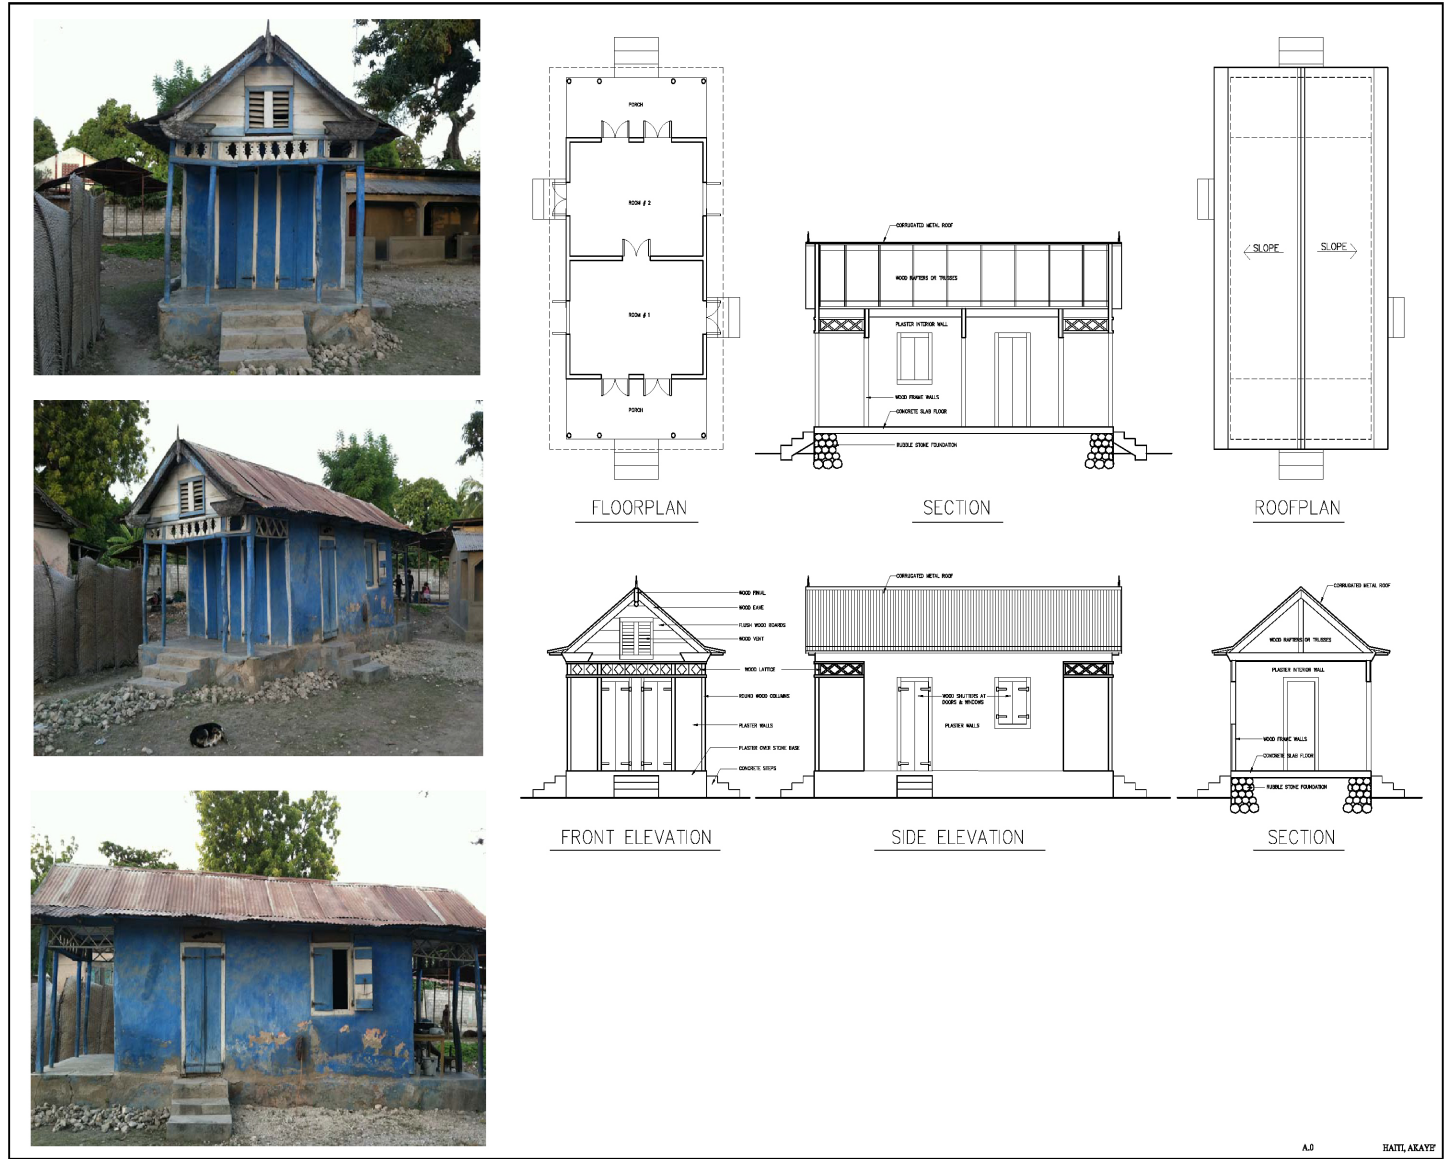 PORCH
ROOM # 2
ROOM # 1
PORCH
FLOORPLAN
CORRUGATED METAL ROOF
WOOD RAFTERS OR TRUSSES
PLASTER INTERIOR WALL
WOOD FRAME WALLS
CONCRETE SLAB FLOOR
RUBBLE STONE FOUNDATION
SECTION
SLOPE SLOPE
ROOFPLAN
WOOD FINIAL
WOOD EAVE
FLUSH WOOD BOARDS
WOOD VENT
WOOD LATTICE
ROUND WOOD COLUMNS
PLASTER WALLS
PLASTER OVER STONE BASE
CONCRETE STEPS
FRONT ELEVATION
CORRUGATED METAL ROOF
WOOD SHUTTERS AT
DOORS & WINDOWS
PLASTER WALLS
SIDE ELEVATION
CORRUGATED METAL ROOF
WOOD RAFTERS OR TRUSSES
PLASTER INTERIOR WALL
WOOD FRAME WALLS
CONCRETE SLAB FLOOR
RUBBLE STONE FOUNDATION
SECTION
A.0 HAITI, AKAYE'